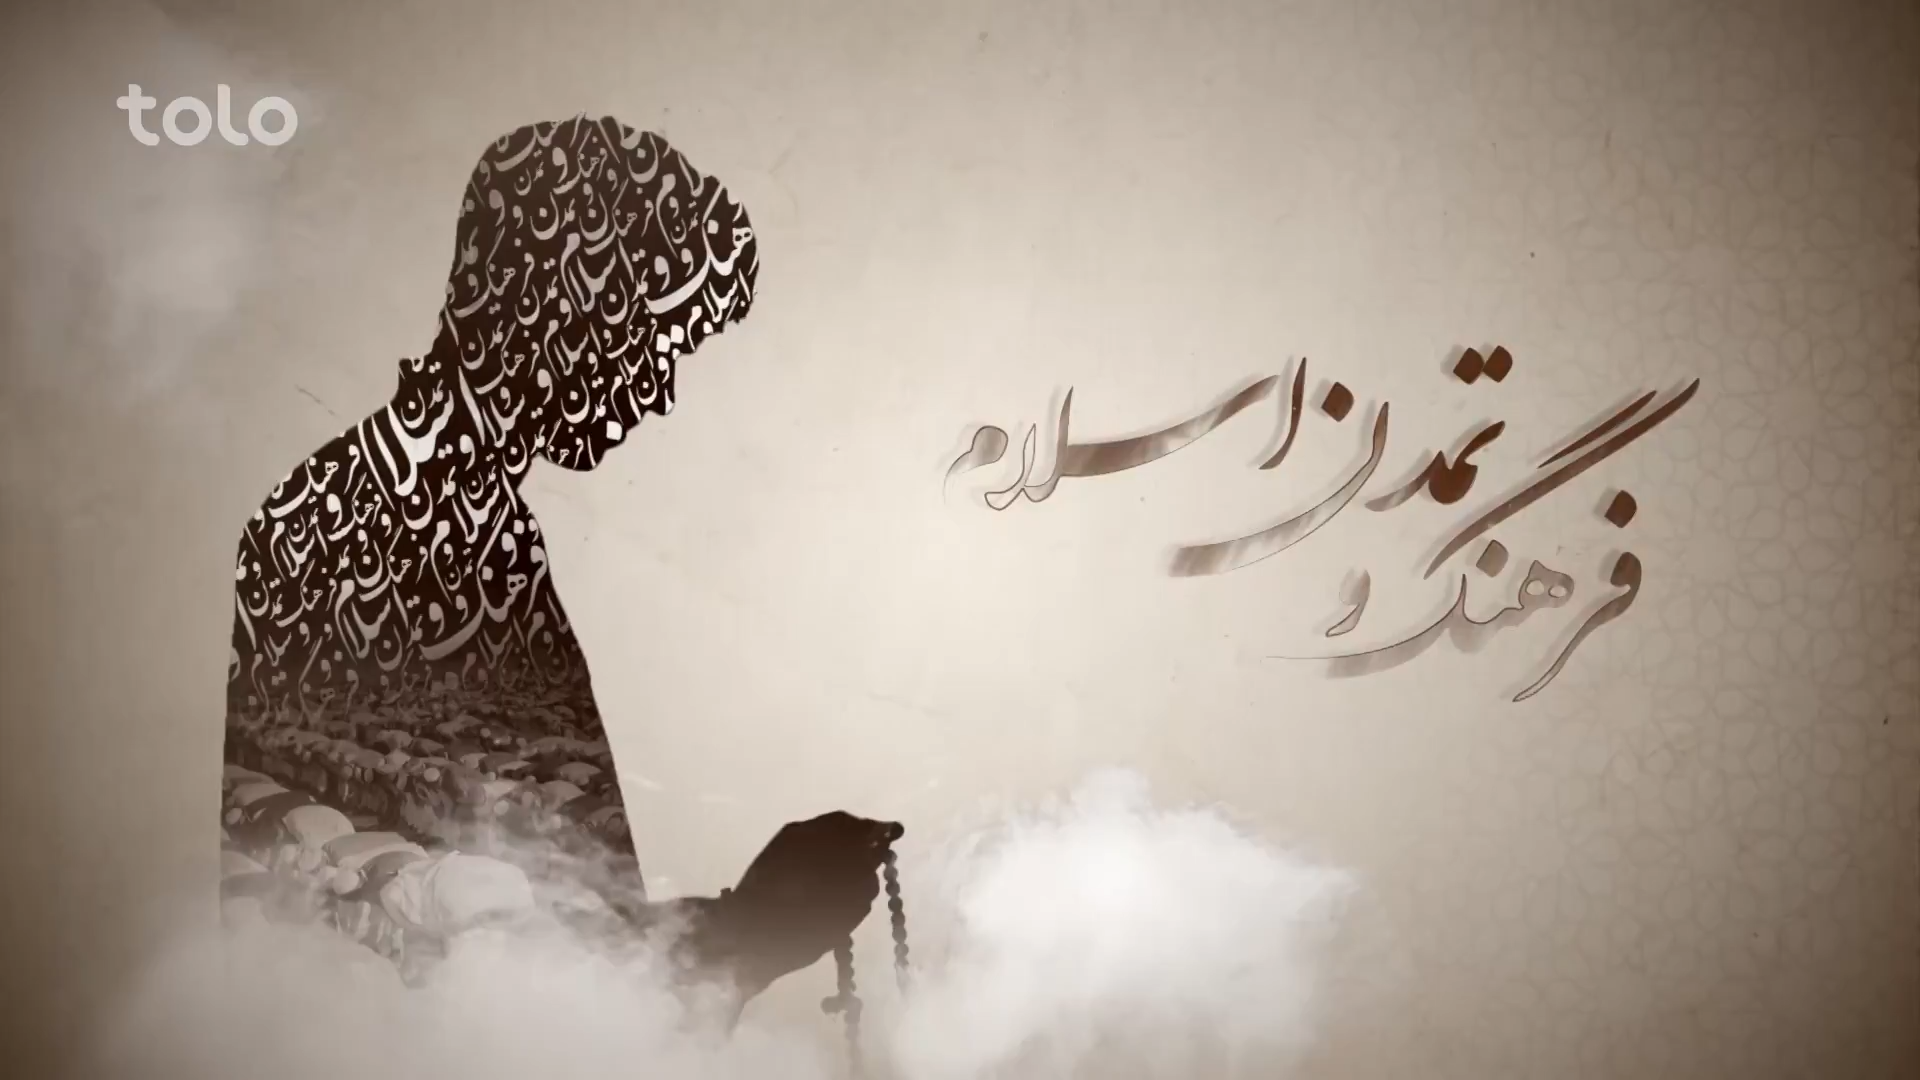 tolo
فرهنگ و
تمدن اسلام